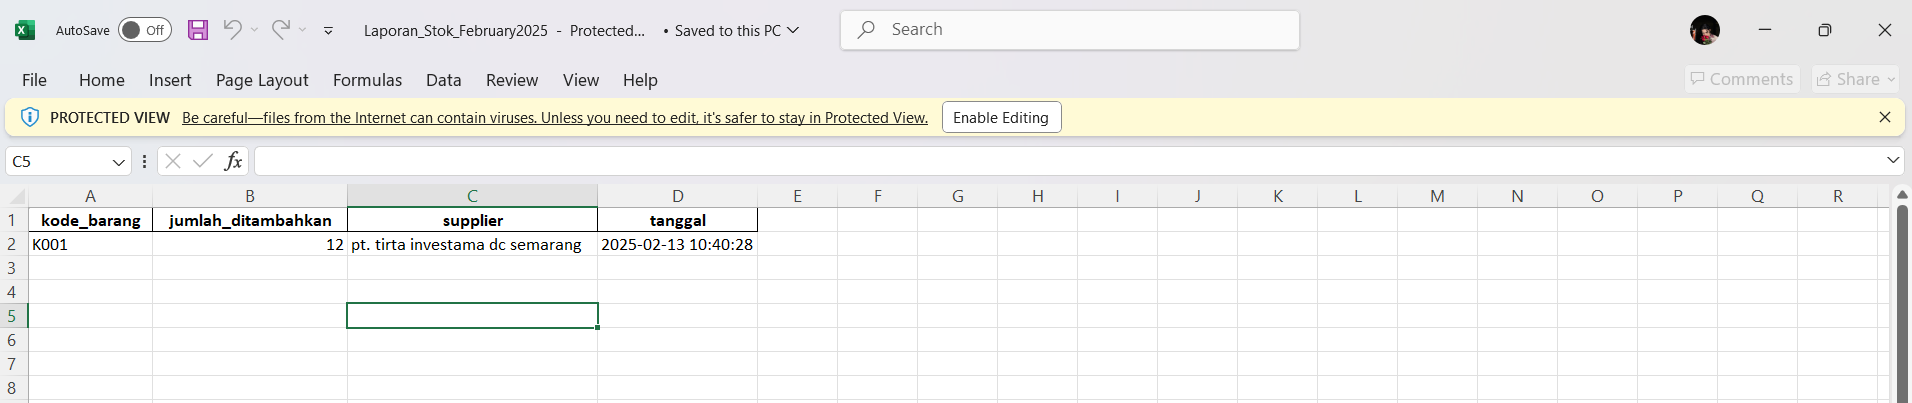 AutoSave Off Laporan_Stok_February2025 - Protected... • Saved to this PC Search
File Home Insert Page Layout Formulas Data Review View Help Comments Share
PROTECTED VIEW Be careful—files from the Internet can contain viruses. Unless you need to edit, it's safer to stay in Protected View. Enable Editing
C5 fx
A B C D E F G H I J K L M N O P Q R
1 kode_barang jumlah_ditambahkan supplier tanggal
2 K001 12 pt. tirta investama dc semarang 2025-02-13 10:40:28
3
4
5
6
7
8